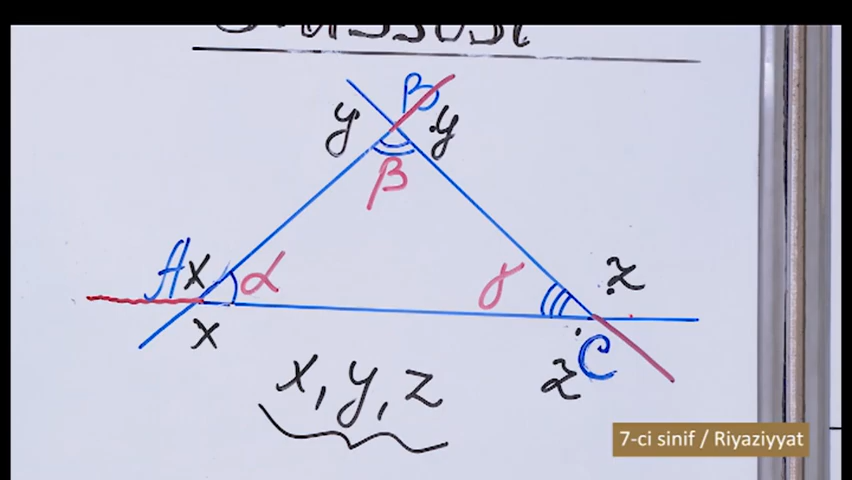 B
y y
β
A x α γ z
x z C
x, y, z
7-ci sinif / Riyaziyyat